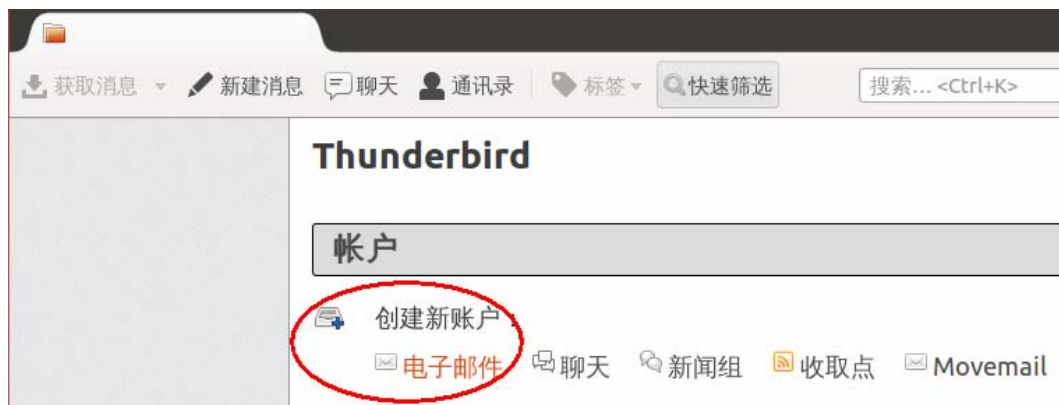 获取消息 新建消息 聊天 通讯录 标签 快速筛选 搜索... <Ctrl+K>
Thunderbird
帐户
创建新账户：
电子邮件 聊天 新闻组 收取点 Movemail